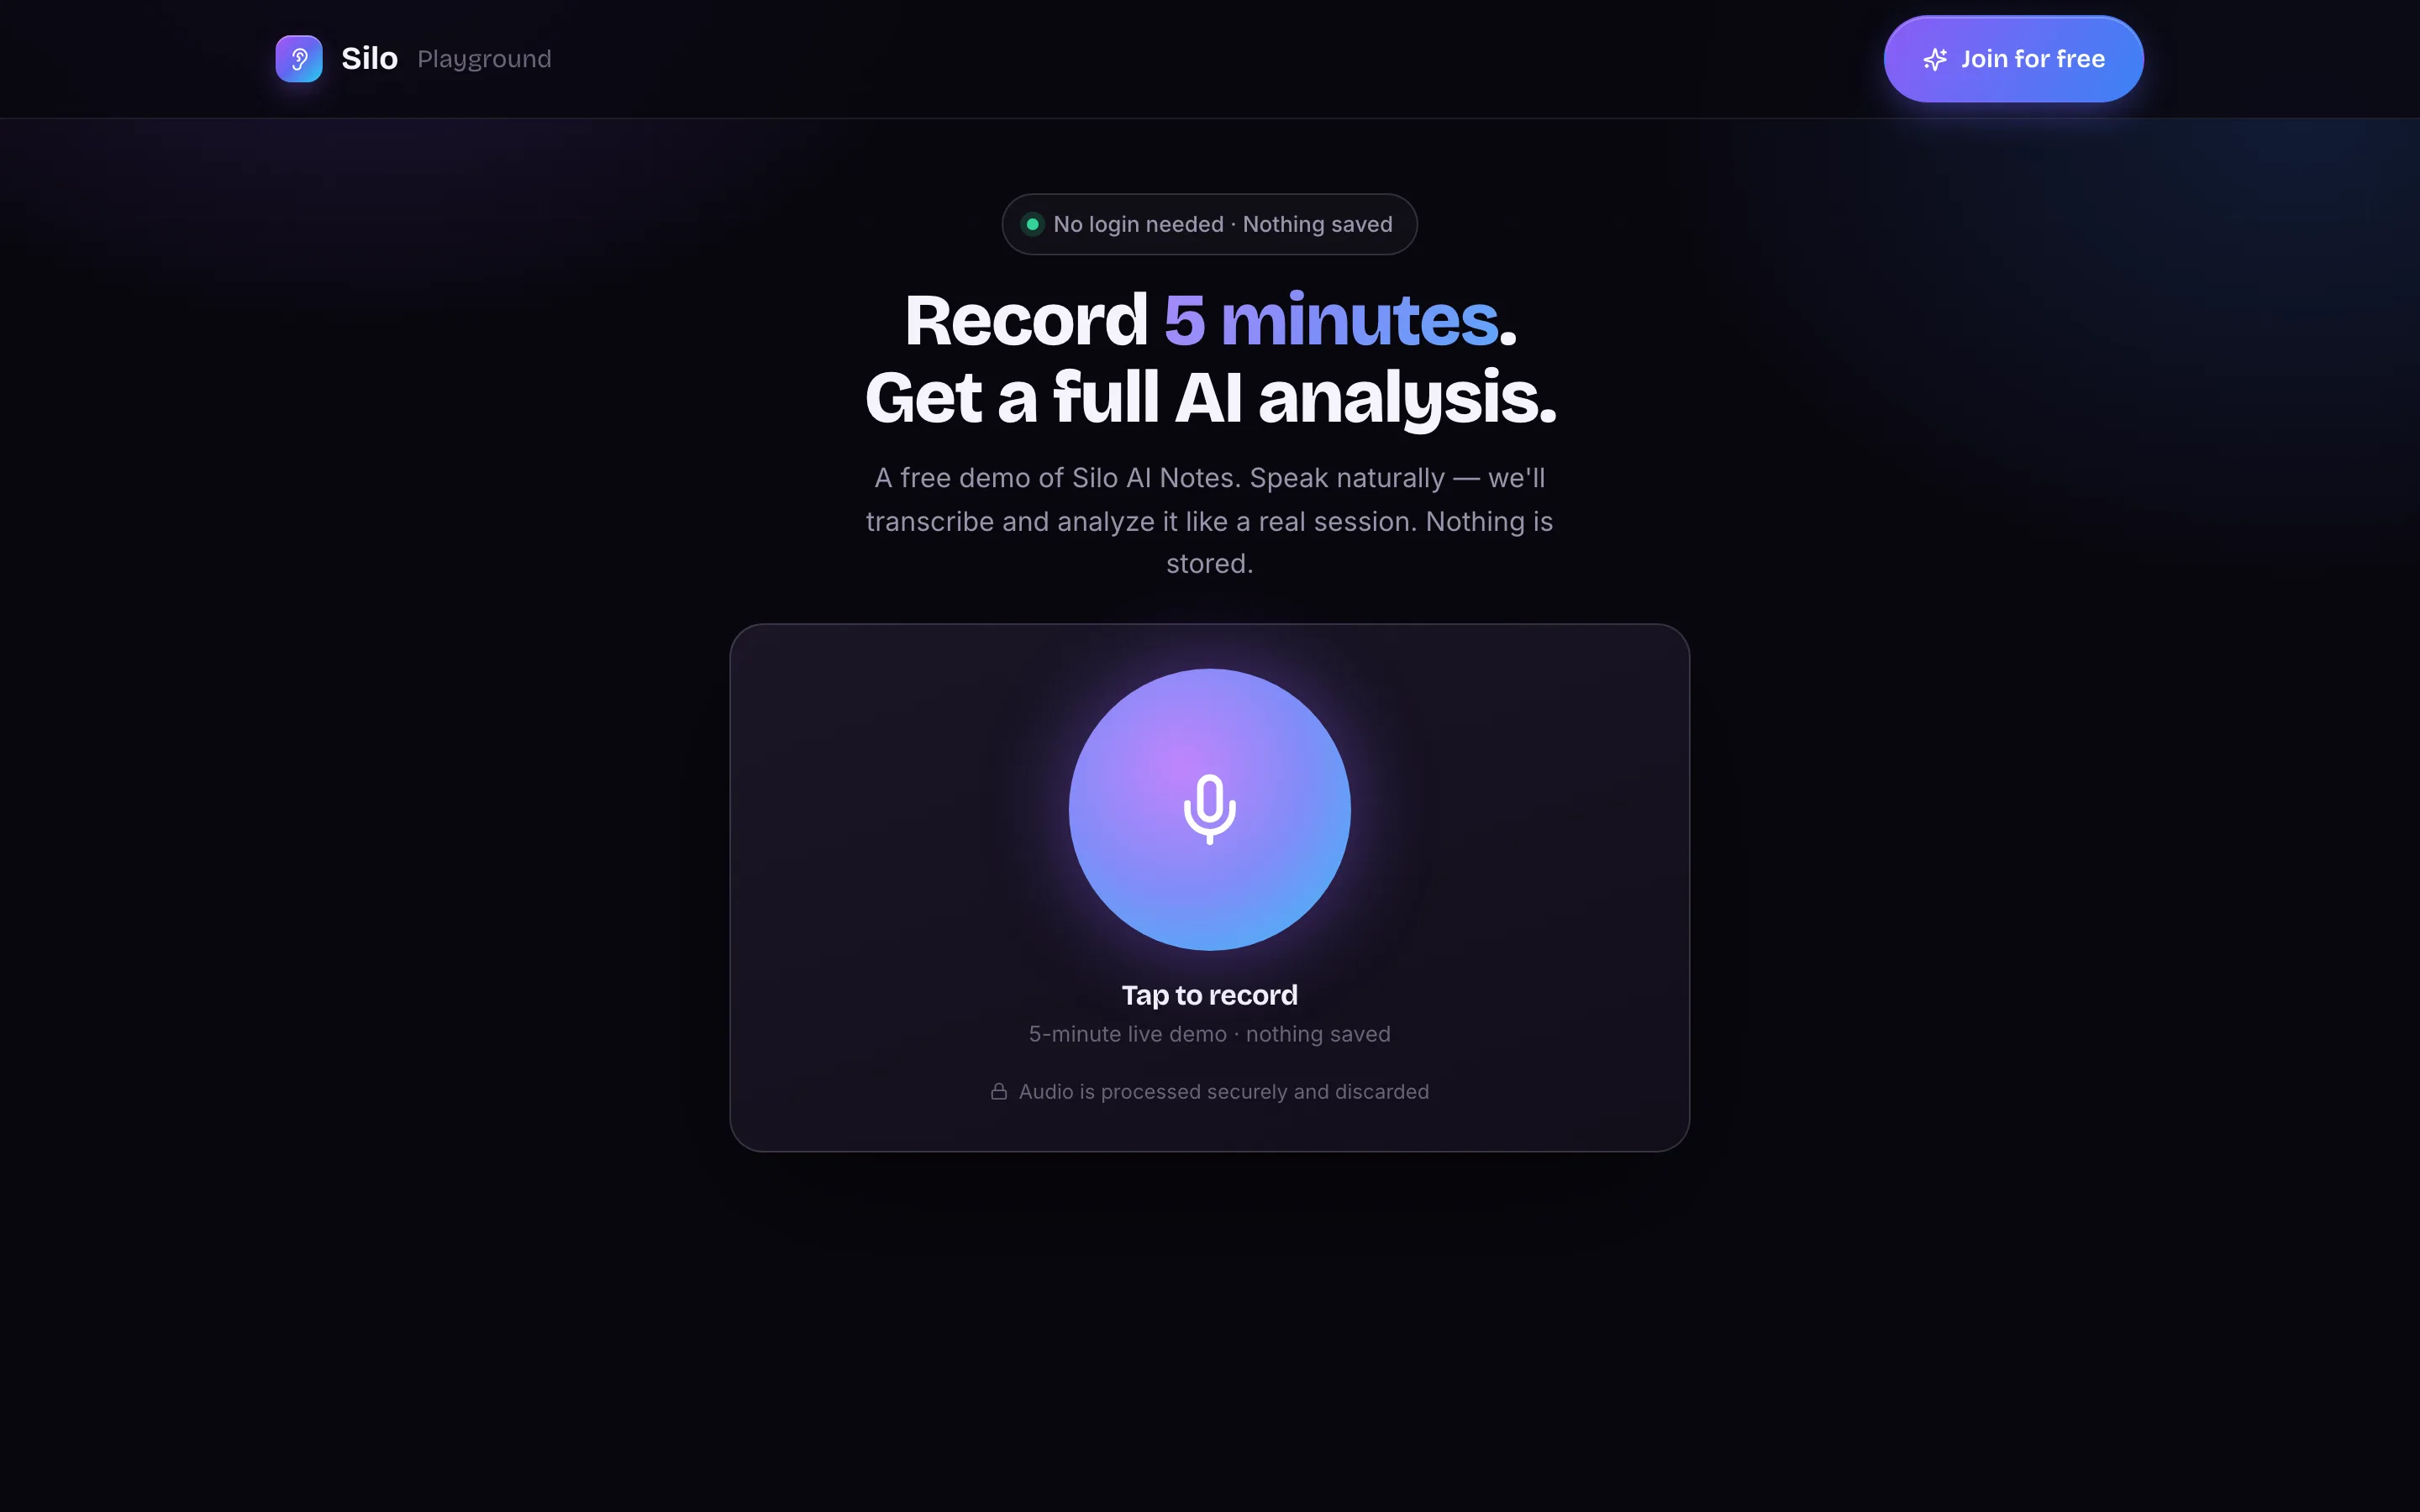 Silo Playground
Join for free
No login needed · Nothing saved
Record 5 minutes.
Get a full AI analysis.
A free demo of Silo AI Notes. Speak naturally — we'll
transcribe and analyze it like a real session. Nothing is
stored.
Tap to record
5-minute live demo · nothing saved
Audio is processed securely and discarded